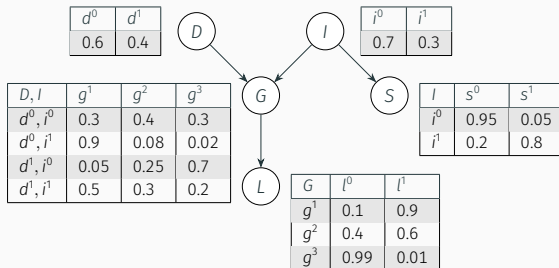 d⁰ d¹
0.6 0.4
D
I
i⁰ i¹
0.7 0.3
D, I g¹ g² g³
d⁰, i⁰ 0.3 0.4 0.3
d⁰, i¹ 0.9 0.08 0.02
d¹, i⁰ 0.05 0.25 0.7
d¹, i¹ 0.5 0.3 0.2
G
S
I s⁰ s¹
i⁰ 0.95 0.05
i¹ 0.2 0.8
L
G l⁰ l¹
g¹ 0.1 0.9
g² 0.4 0.6
g³ 0.99 0.01